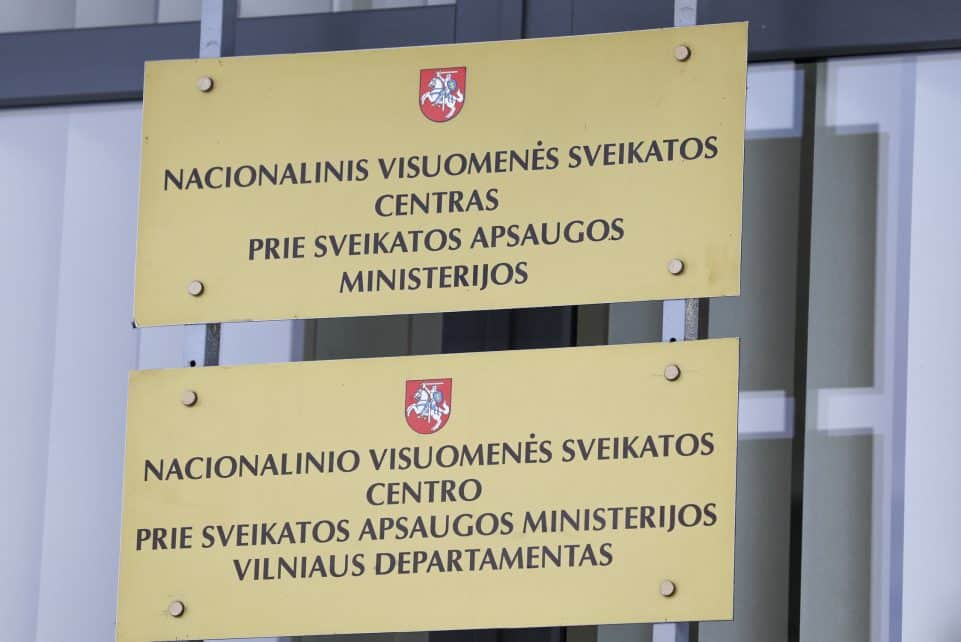 NACIONALINIS VISUOMENĖS SVEIKATOS
CENTRAS
PRIE SVEIKATOS APSAUGOS
MINISTERIJOS
NACIONALINIO VISUOMENĖS SVEIKATOS
CENTRO
PRIE SVEIKATOS APSAUGOS MINISTERIJOS
VILNIAUS DEPARTAMENTAS